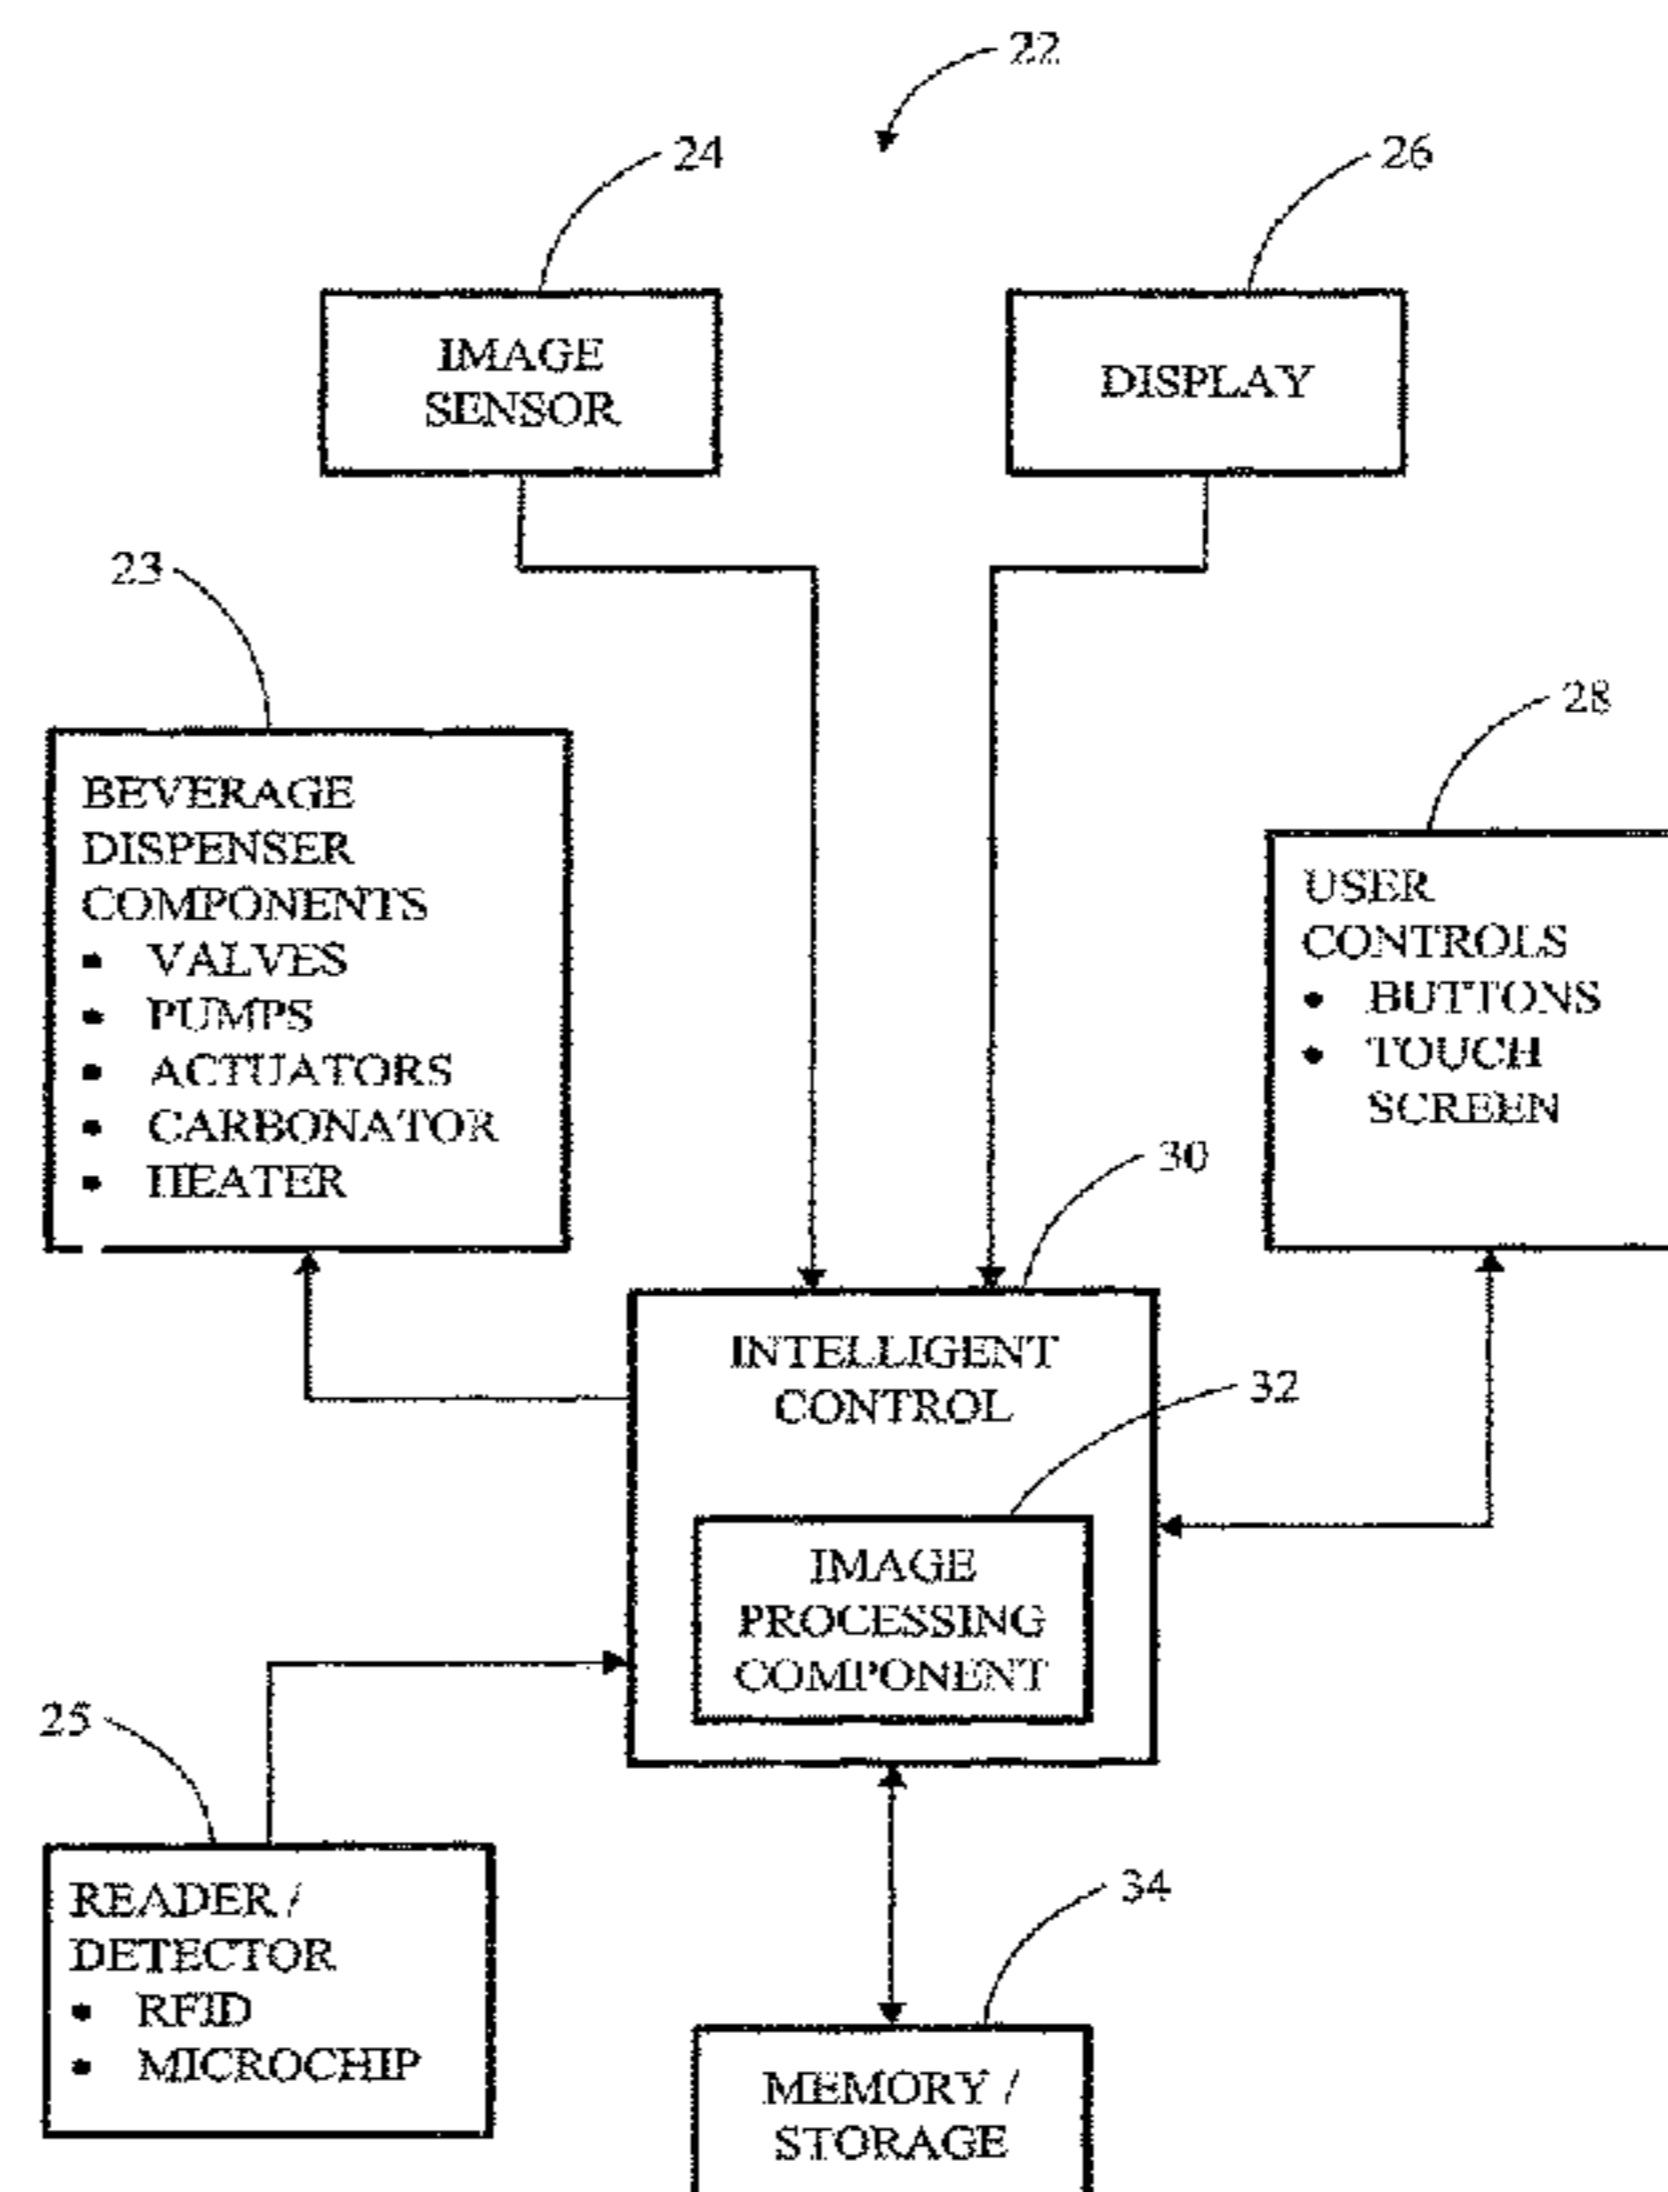 22
24
26
IMAGE
SENSOR
DISPLAY
23
28
BEVERAGE
DISPENSER
COMPONENTS
• VALVES
• PUMPS
• ACTUATORS
• CARBONATOR
• HEATER
USER
CONTROLS
• BUTTONS
• TOUCH
SCREEN
30
INTELLIGENT
CONTROL
32
IMAGE
PROCESSING
COMPONENT
25
READER /
DETECTOR
• RFID
• MICROCHIP
34
MEMORY /
STORAGE